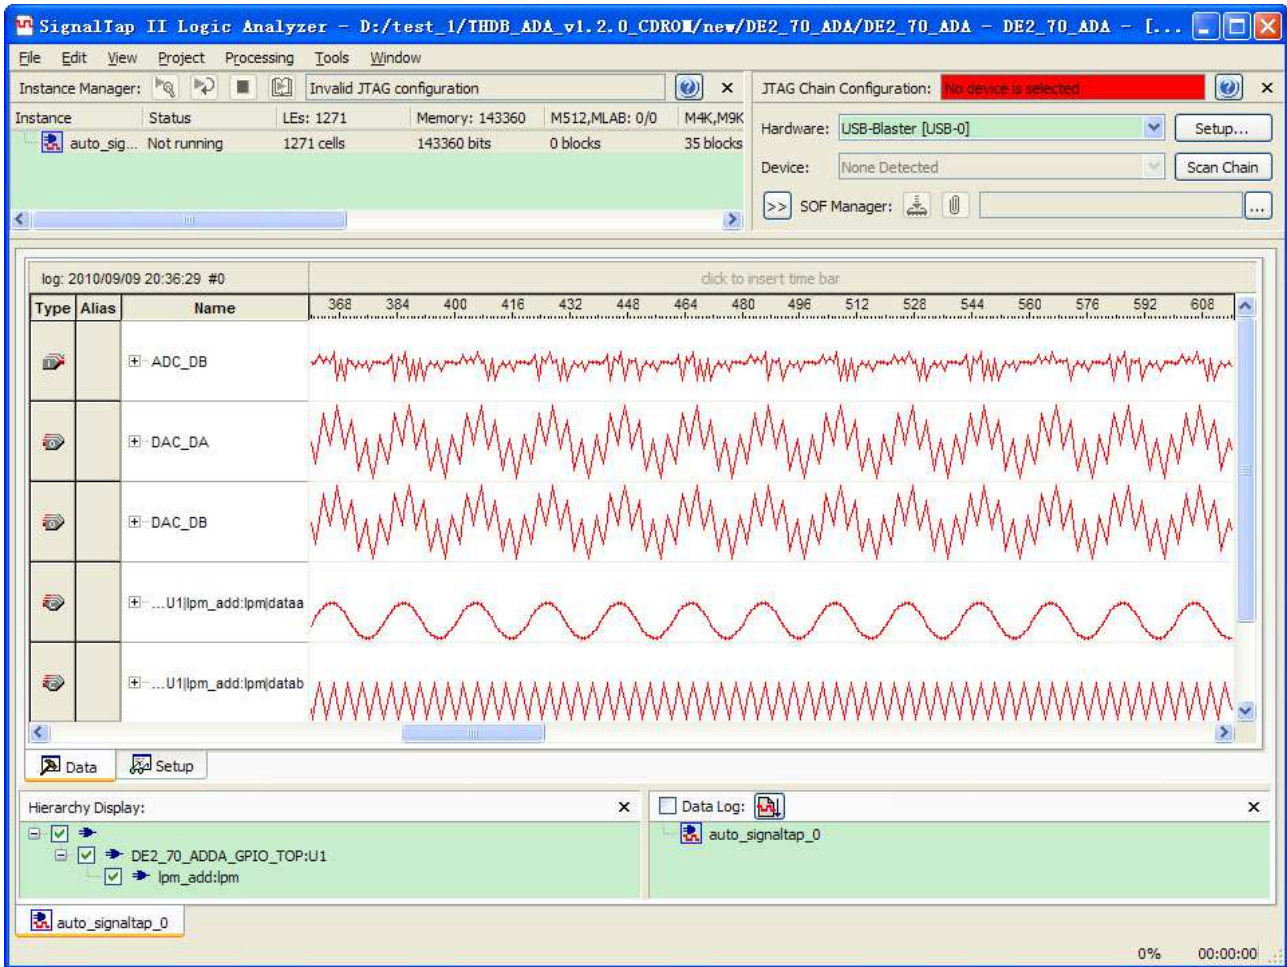 SignalTap II Logic Analyzer - D:/test_1/THDB_ADA_v1.2.0_CDROM/new/DE2_70_ADA/DE2_70_ADA - DE2_70_ADA - [...
File Edit View Project Processing Tools Window
Instance Manager: Invalid JTAG configuration
Instance Status LEs: 1271 Memory: 143360 M512,MLAB: 0/0 M4K,M9K
auto_sig... Not running 1271 cells 143360 bits 0 blocks 35 blocks
JTAG Chain Configuration: No device is selected
Hardware: USB-Blaster [USB-0] Setup...
Device: None Detected Scan Chain
>> SOF Manager: ...
log: 2010/09/09 20:36:29 #0 click to insert time bar
Type Alias Name 368 384 400 416 432 448 464 480 496 512 528 544 560 576 592 608
ADC_DB
DAC_DA
DAC_DB
...U1|lpm_add:lpm|dataa
...U1|lpm_add:lpm|datab
Data Setup
Hierarchy Display:
DE2_70_ADDA_GPIO_TOP:U1
lpm_add:lpm
Data Log:
auto_signaltap_0
auto_signaltap_0
0% 00:00:00